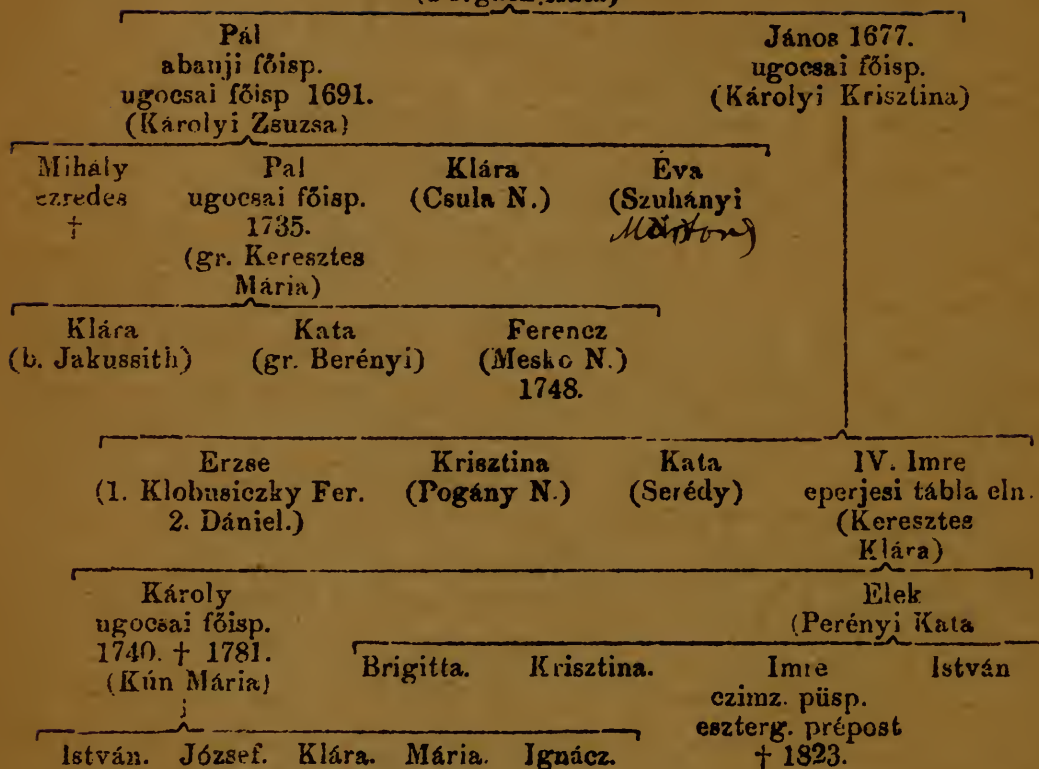 Pál
abauji főisp.
ugocsai főisp 1691.
(Károlyi Zsuzsa)
János 1677.
ugocsai főisp.
(Károlyi Krisztina)
Mihály
ezredes
†
Pal
ugocsai főisp.
1735.
(gr. Keresztes
Mária)
Klára
(Csula N.)
Éva
(Szuhányi
Klára
(b. Jakussith)
Kata
(gr. Berényi)
Ferencz
(Mesko N.)
1748.
Erzse
(1. Klobusiczky Fer.
2. Dániel.)
Krisztina
(Pogány N.)
Kata
(Serédy)
IV. Imre
eperjesi tábla eln.
(Keresztes
Klára)
Károly
ugocsai főisp.
1740. † 1781.
(Kún Mária)
Elek
(Perényi Kata
Brigitta. Krisztina. Imre István
czimz. püsp.
eszterg. prépost
† 1823.
István. József. Klára. Mária. Ignácz.